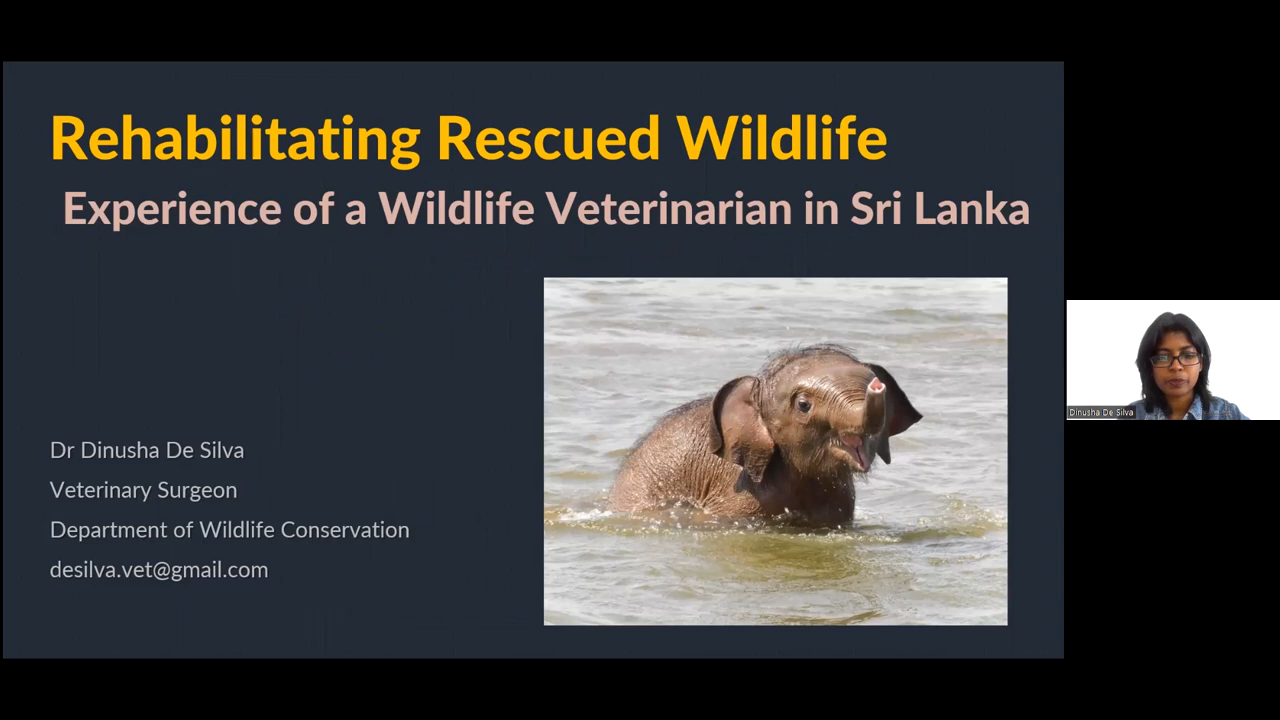 Rehabilitating Rescued Wildlife
Experience of a Wildlife Veterinarian in Sri Lanka
Dr Dinusha De Silva
Veterinary Surgeon
Department of Wildlife Conservation
desilva.vet@gmail.com
Dinusha De Silva